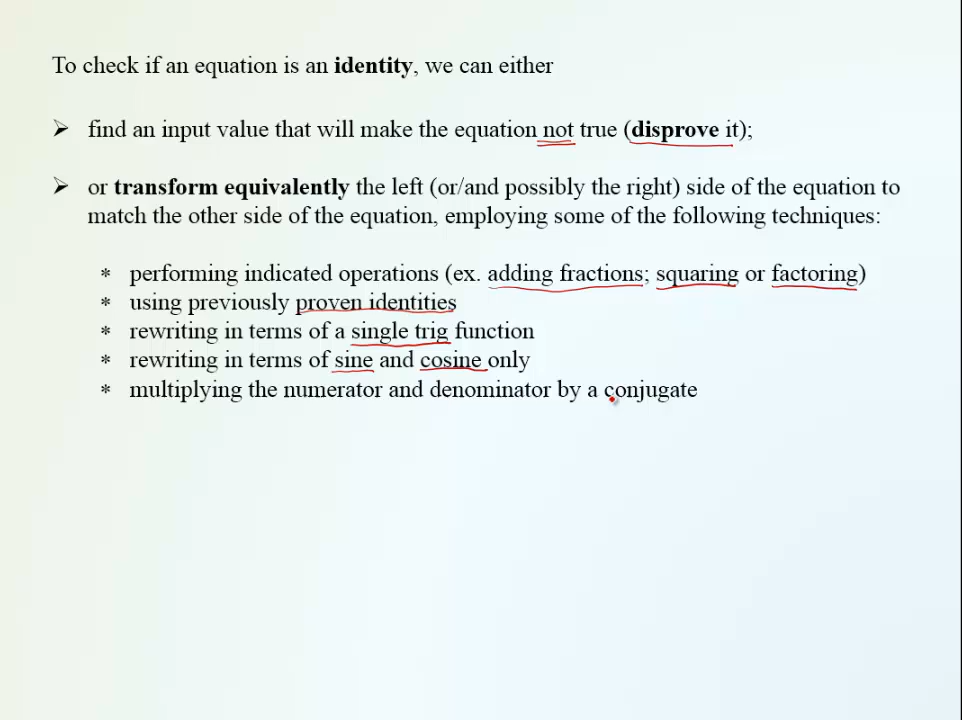 To check if an equation is an identity, we can either
➢ find an input value that will make the equation not true (disprove it);
➢ or transform equivalently the left (or/and possibly the right) side of the equation to
match the other side of the equation, employing some of the following techniques:
* performing indicated operations (ex. adding fractions; squaring or factoring)
* using previously proven identities
* rewriting in terms of a single trig function
* rewriting in terms of sine and cosine only
* multiplying the numerator and denominator by a conjugate